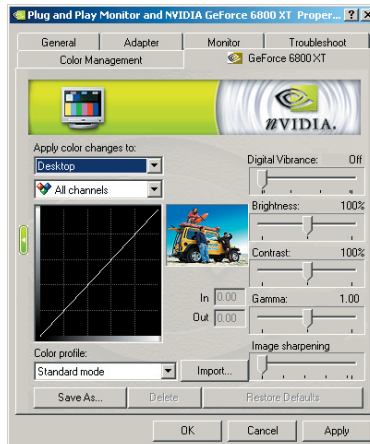 Plug and Play Monitor and NVIDIA GeForce 6800 XT Proper...
General Adapter Monitor Troubleshoot
Color Management GeForce 6800 XT
nVIDIA.
Apply color changes to:
Desktop
All channels
Digital Vibrance: Off
Brightness: 100%
Contrast: 100%
In 0.00
Out 0.00
Gamma: 1.00
Image sharpening
Color profile:
Standard mode
Import...
Save As... Delete Restore Defaults
OK Cancel Apply